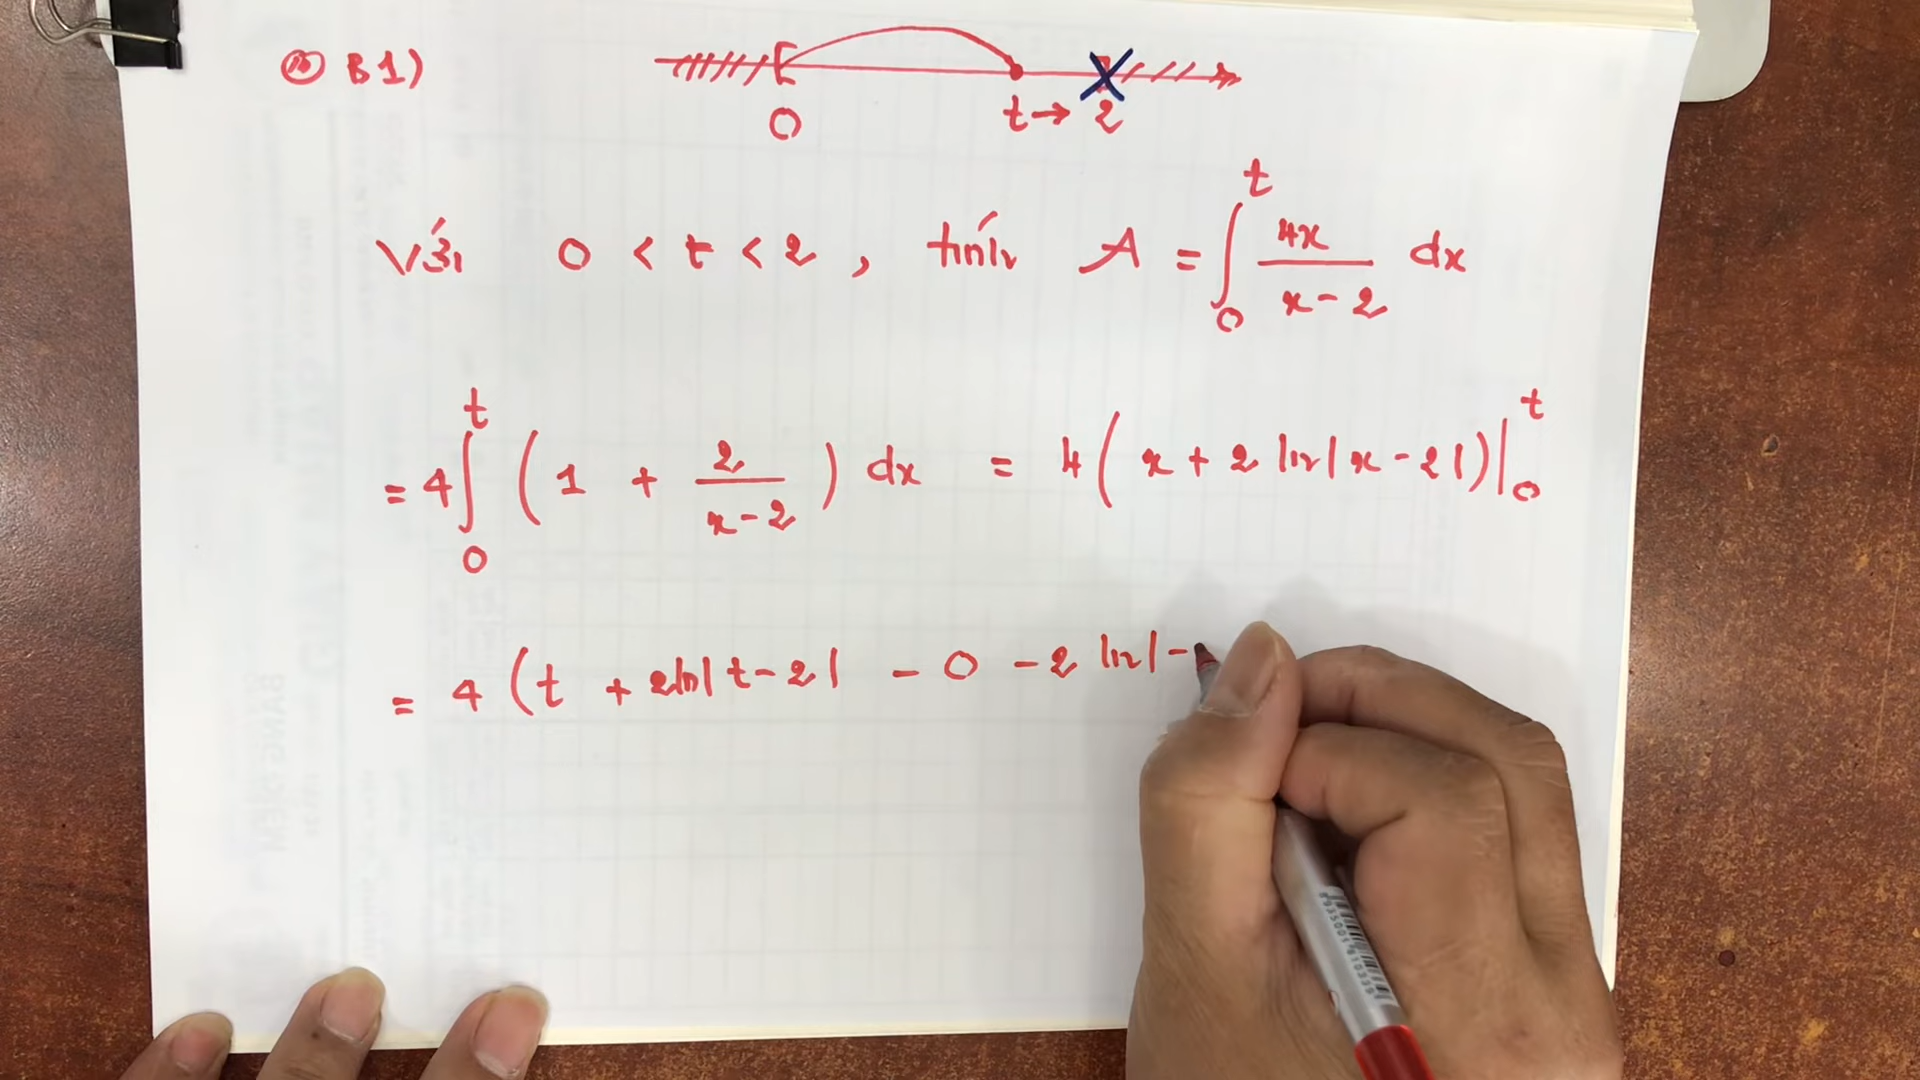 B1)
0 t → 2
Với 0 < t < 2 , tính A = ∫₀ᵗ 4x/(x-2) dx
= 4∫₀ᵗ (1 + 2/(x-2)) dx = 4(x + 2 ln|x-2|)|₀ᵗ
= 4 (t + 2ln|t-2| - 0 - 2 ln|-
8935001810339